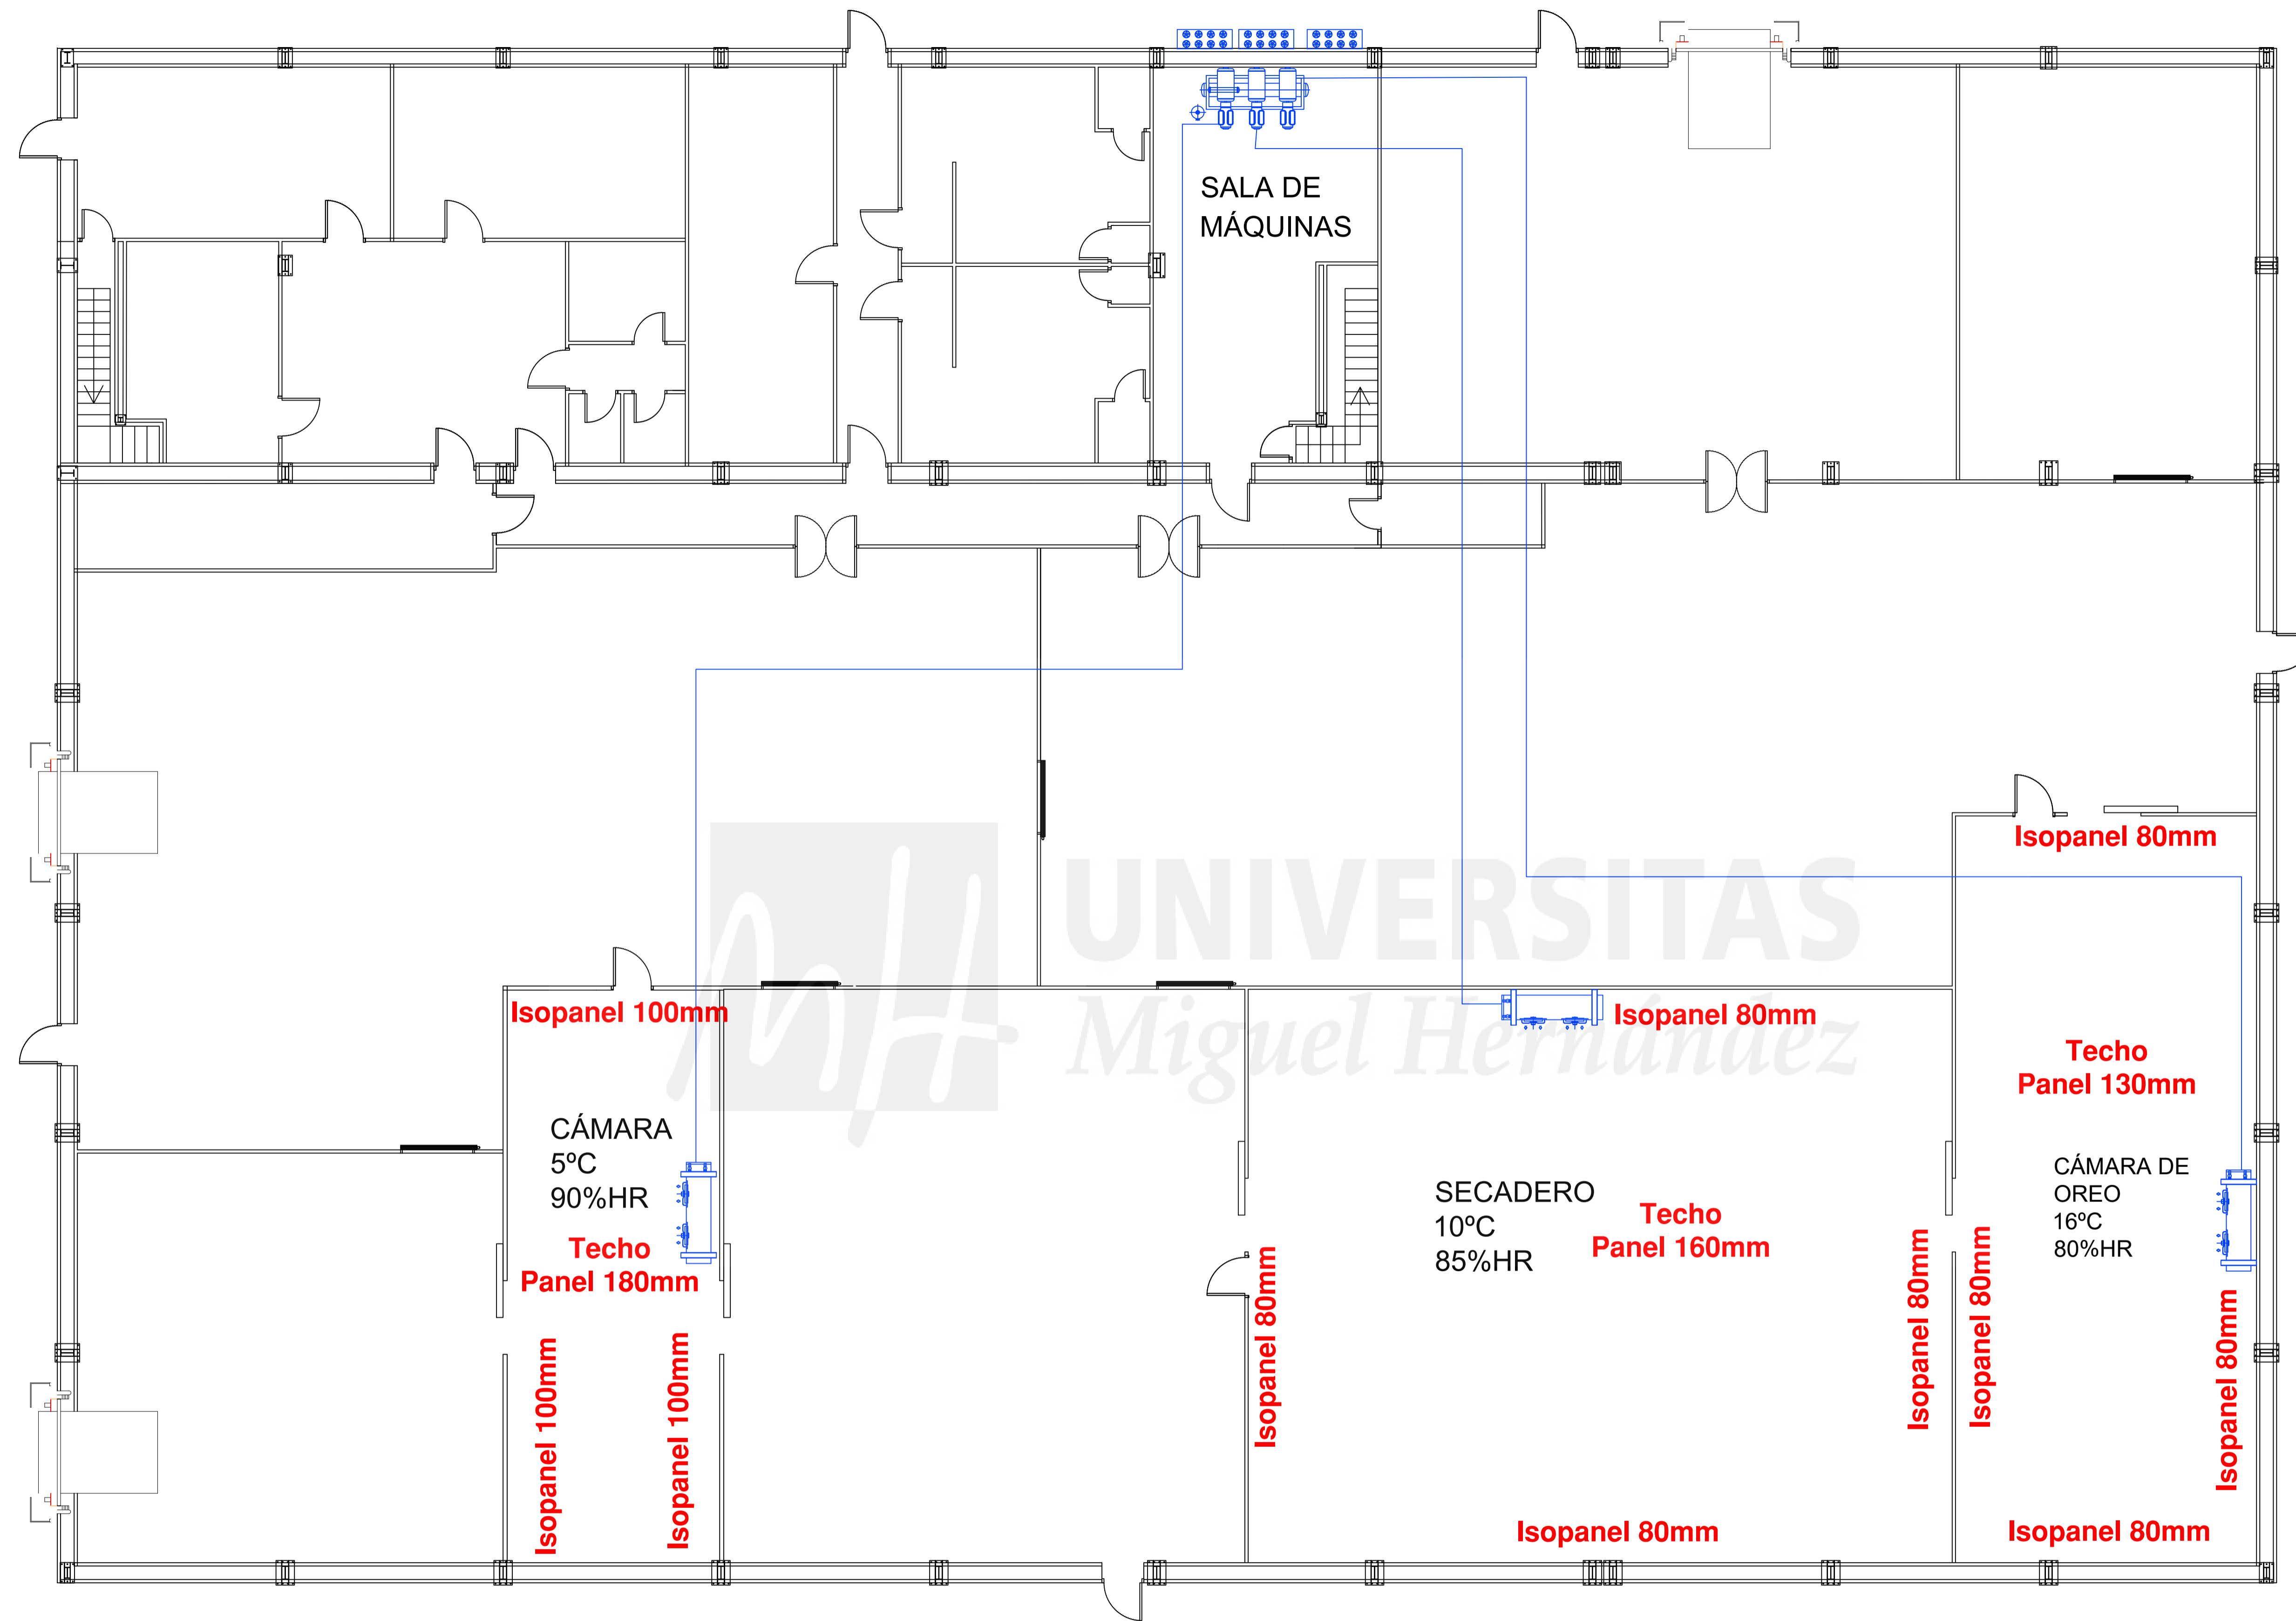 SALA DE
MÁQUINAS
Isopanel 80mm
UNIVERSITAS
Miguel Hernández
Isopanel 100mm
Isopanel 80mm
Techo
Panel 130mm
CÁMARA
5ºC
90%HR
Techo
Panel 180mm
SECADERO
10ºC
85%HR
Techo
Panel 160mm
CÁMARA DE
OREO
16ºC
80%HR
Isopanel 100mm
Isopanel 100mm
Isopanel 80mm
Isopanel 80mm
Isopanel 80mm
Isopanel 80mm
Isopanel 80mm
Isopanel 80mm